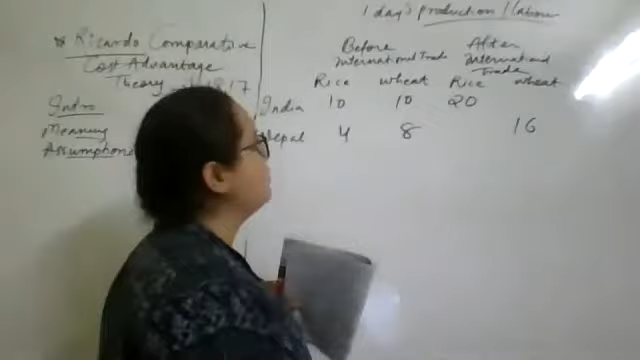 * Ricardo Comparative
Cost Advantage
Theory - 1817
Intro
Meaning
Assumptions
1 day's production / labour
Before After
International Trade International
Trade
Rice wheat Rice wheat
India 10 10 20
Nepal 4 8 16